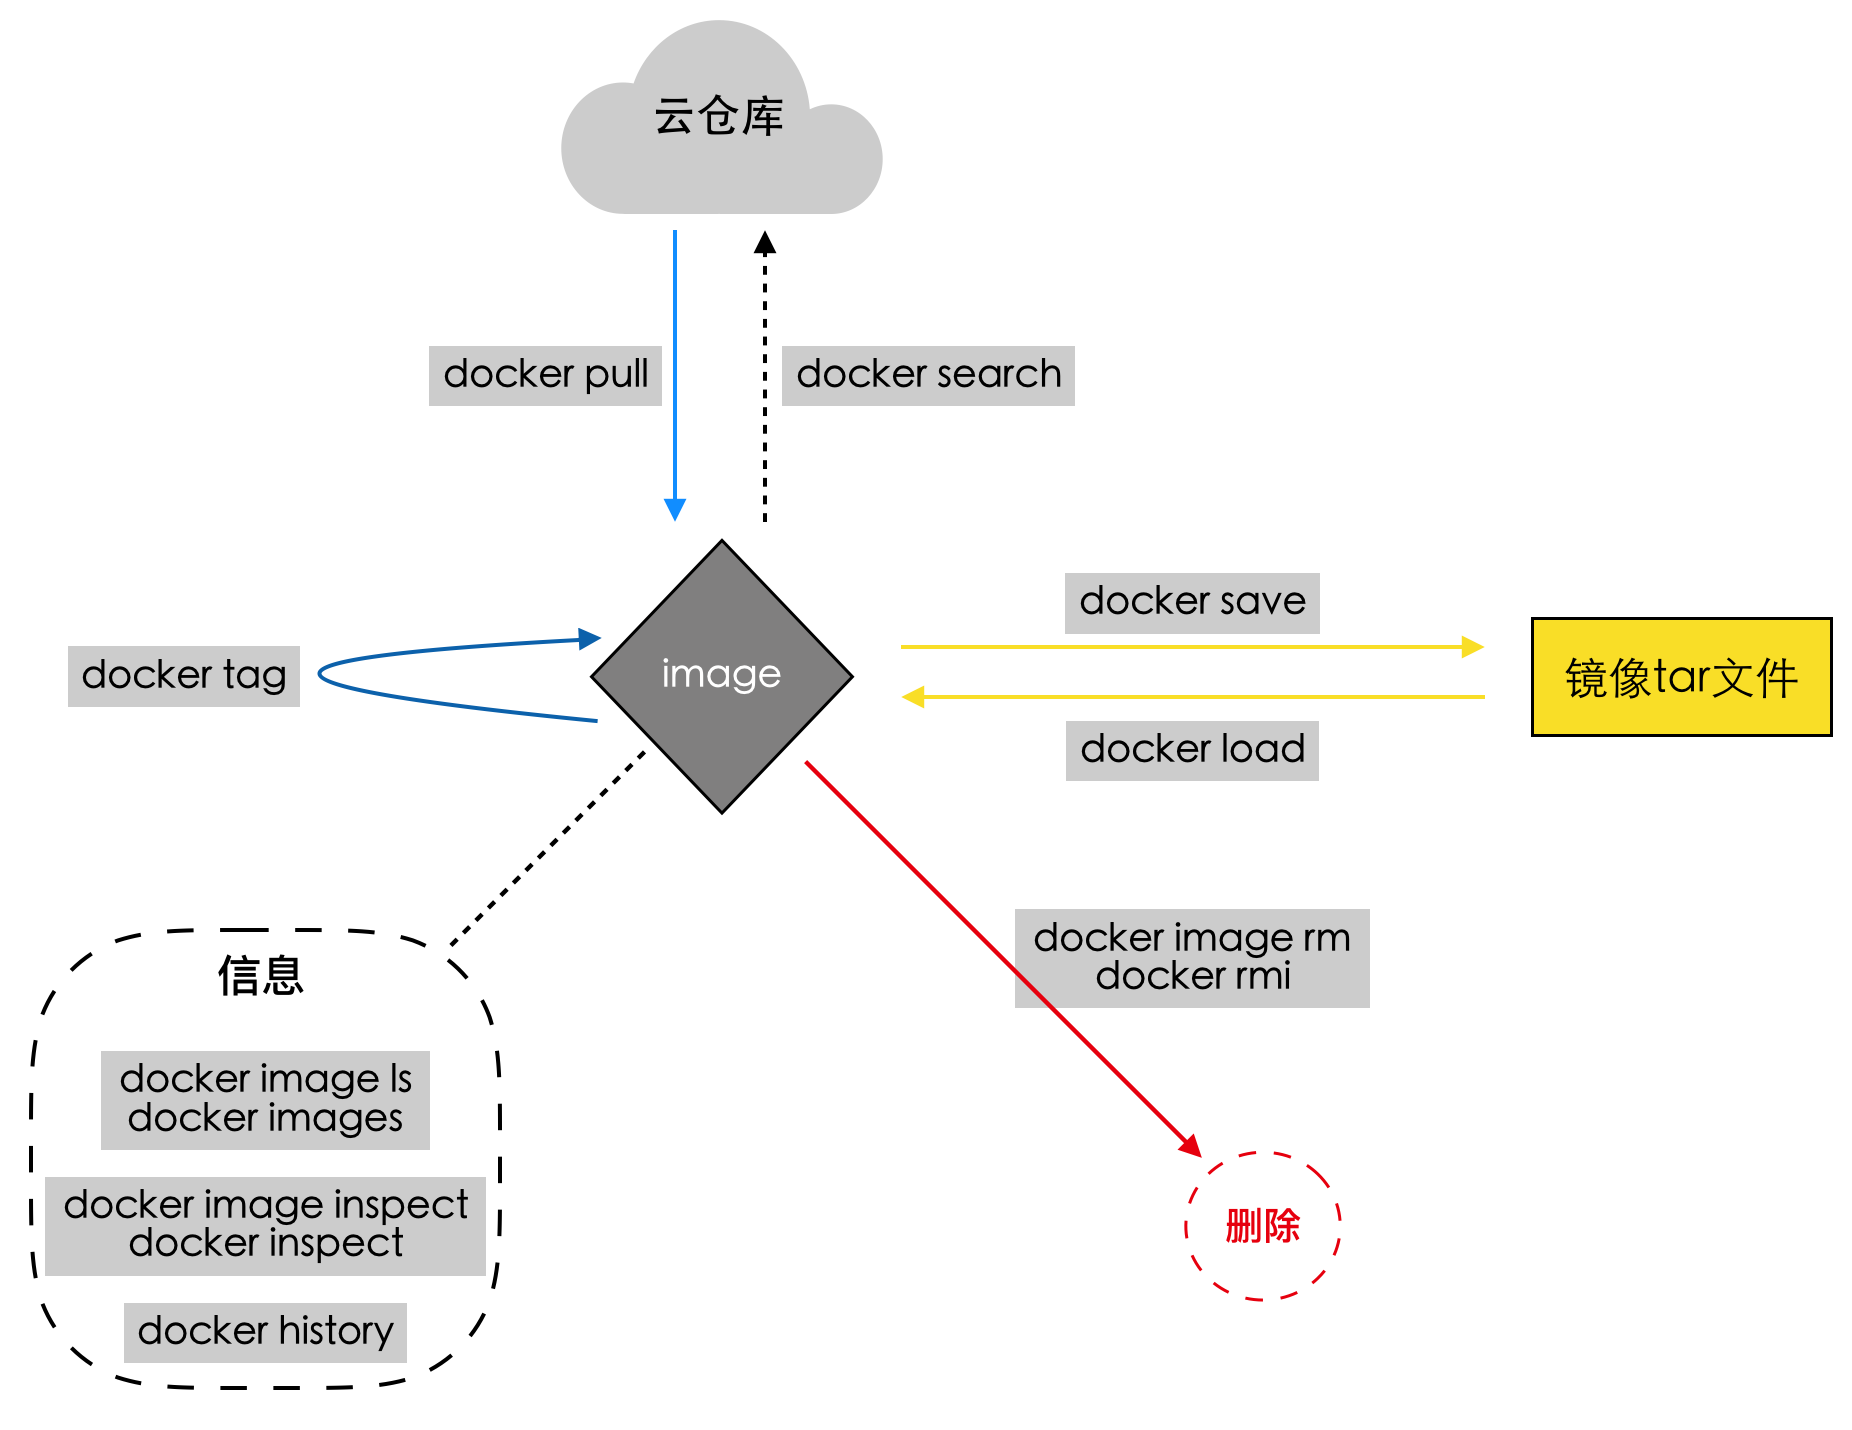 云仓库
docker pull
docker search
docker save
docker tag
image
镜像tar文件
docker load
docker image rm
docker rmi
信息
docker image ls
docker images
docker image inspect
docker inspect
docker history
删除